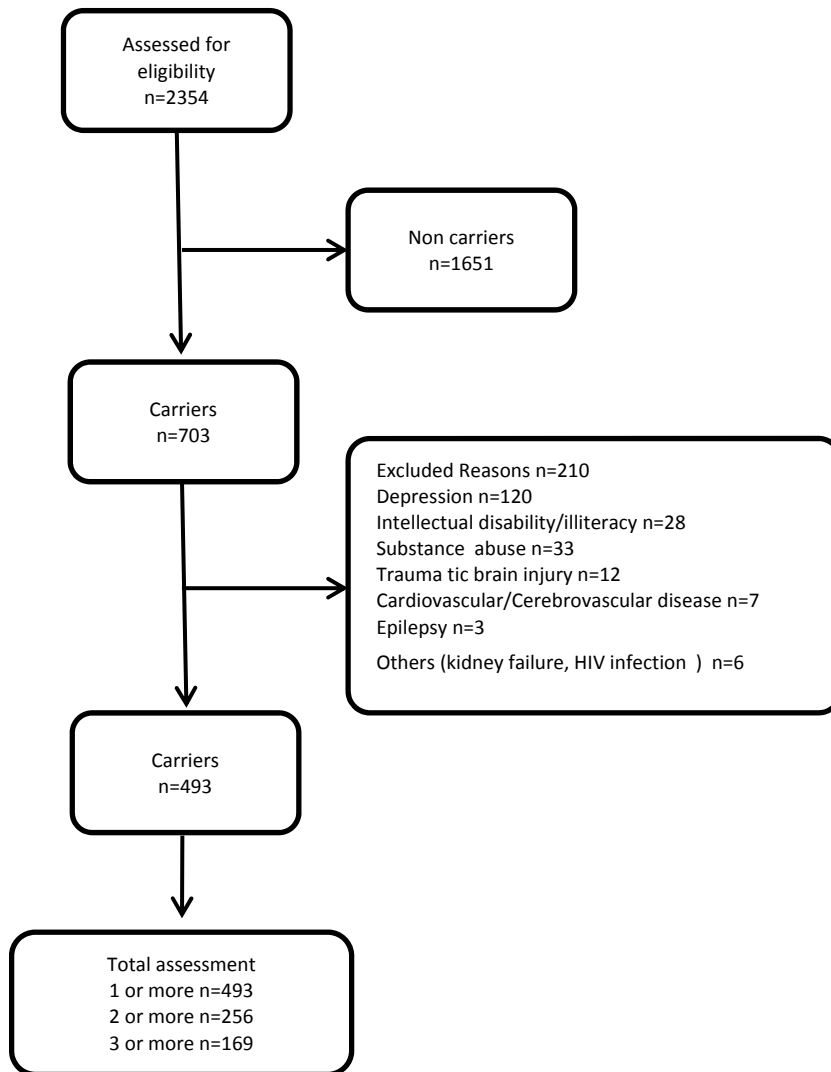 Assessed for
eligibility
n=2354
Non carriers
n=1651
Carriers
n=703
Excluded Reasons n=210
Depression n=120
Intellectual disability/illiteracy n=28
Substance  abuse n=33
Trauma tic brain injury n=12
Cardiovascular/Cerebrovascular disease n=7
Epilepsy n=3
Others (kidney failure, HIV infection  )  n=6
Carriers
n=493
Total assessment
1 or more n=493
2 or more n=256
3 or more n=169